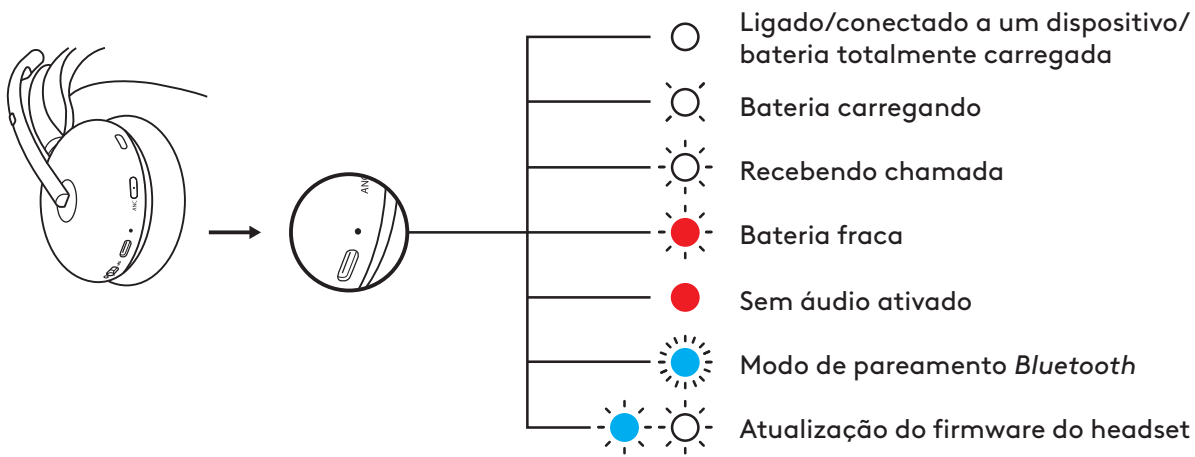 Ligado/conectado a um dispositivo/
bateria totalmente carregada
Bateria carregando
Recebendo chamada
ANC
ANC
Bateria fraca
Sem áudio ativado
Modo de pareamento Bluetooth
Atualização do firmware do headset